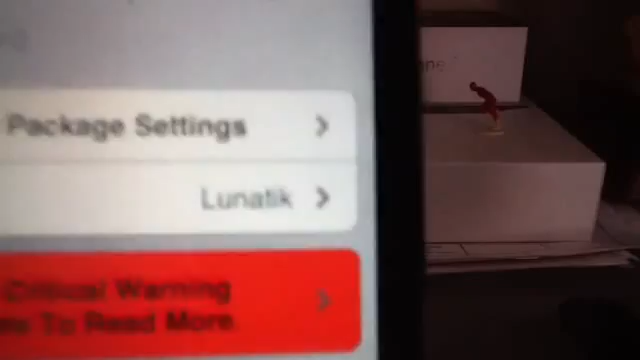 Package Settings
Lunatik
Critical Warning
To Read More.